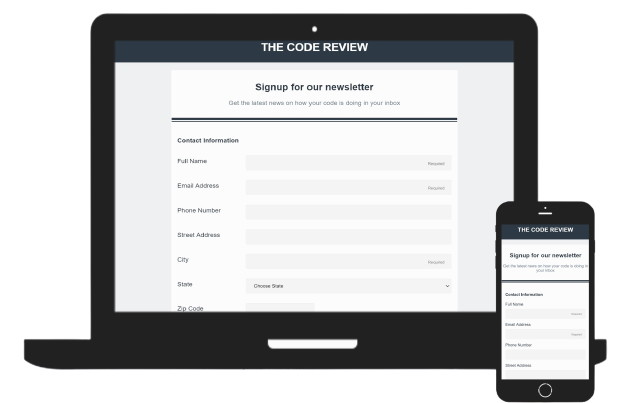 THE CODE REVIEW
Signup for our newsletter
Get the latest news on how your code is doing in your inbox
Contact Information
Full Name
Required
Email Address
Required
Phone Number
Street Address
City
Required
State
Choose State
Zip Code
THE CODE REVIEW
Signup for our newsletter
Get the latest news on how your code is doing in
your inbox
Contact Information
Full Name
Required
Email Address
Required
Phone Number
Street Address